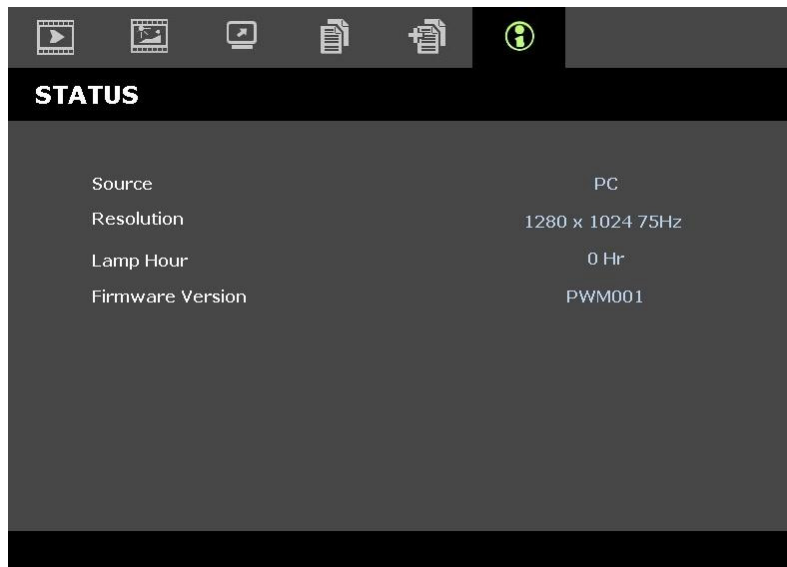 STATUS
Source PC
Resolution 1280 x 1024 75Hz
Lamp Hour 0 Hr
Firmware Version PWM001